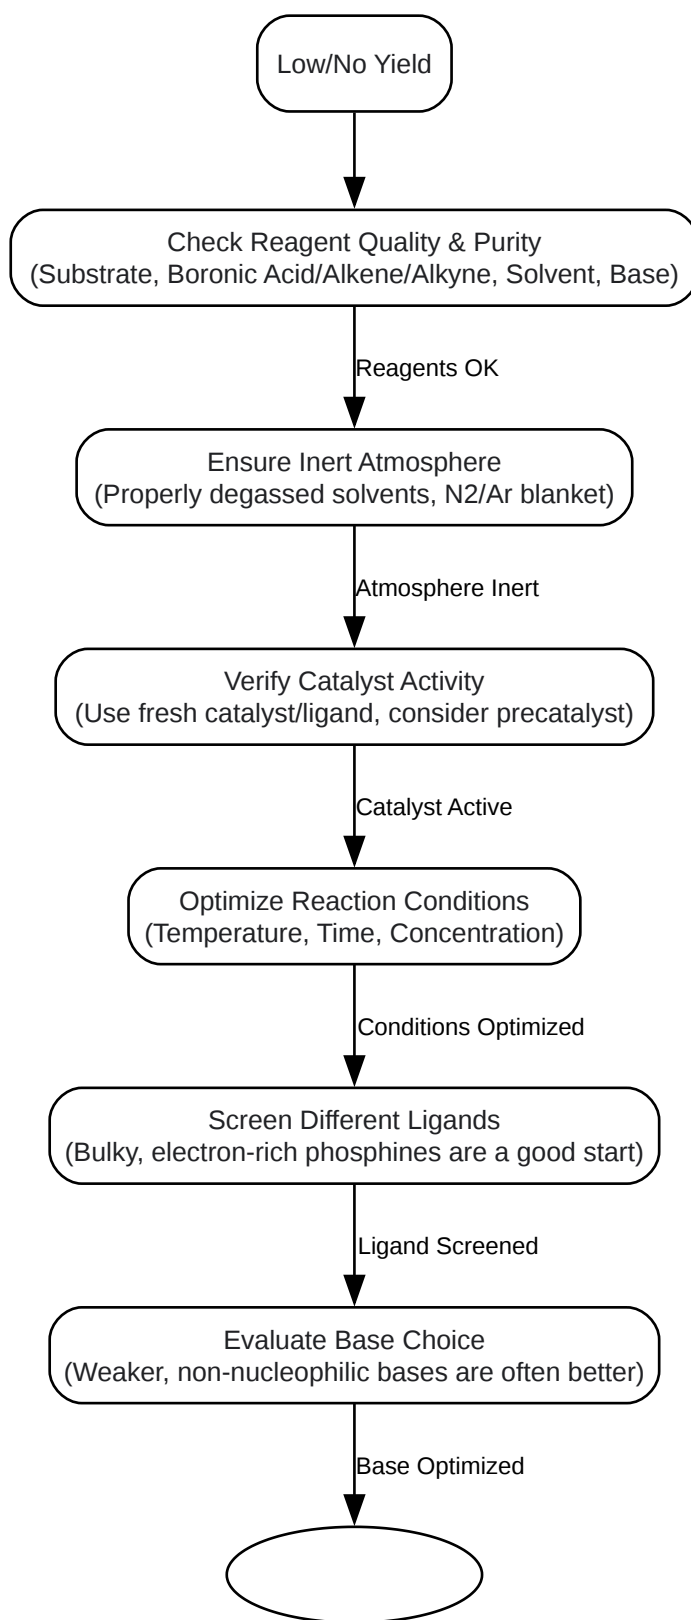 Low/No Yield
Check Reagent Quality & Purity
(Substrate, Boronic Acid/Alkene/Alkyne, Solvent, Base)
Reagents OK
Ensure Inert Atmosphere
(Properly degassed solvents, N2/Ar blanket)
Atmosphere Inert
Verify Catalyst Activity
(Use fresh catalyst/ligand, consider precatalyst)
Catalyst Active
Optimize Reaction Conditions
(Temperature, Time, Concentration)
Conditions Optimized
Screen Different Ligands
(Bulky, electron-rich phosphines are a good start)
Ligand Screened
Evaluate Base Choice
(Weaker, non-nucleophilic bases are often better)
Base Optimized